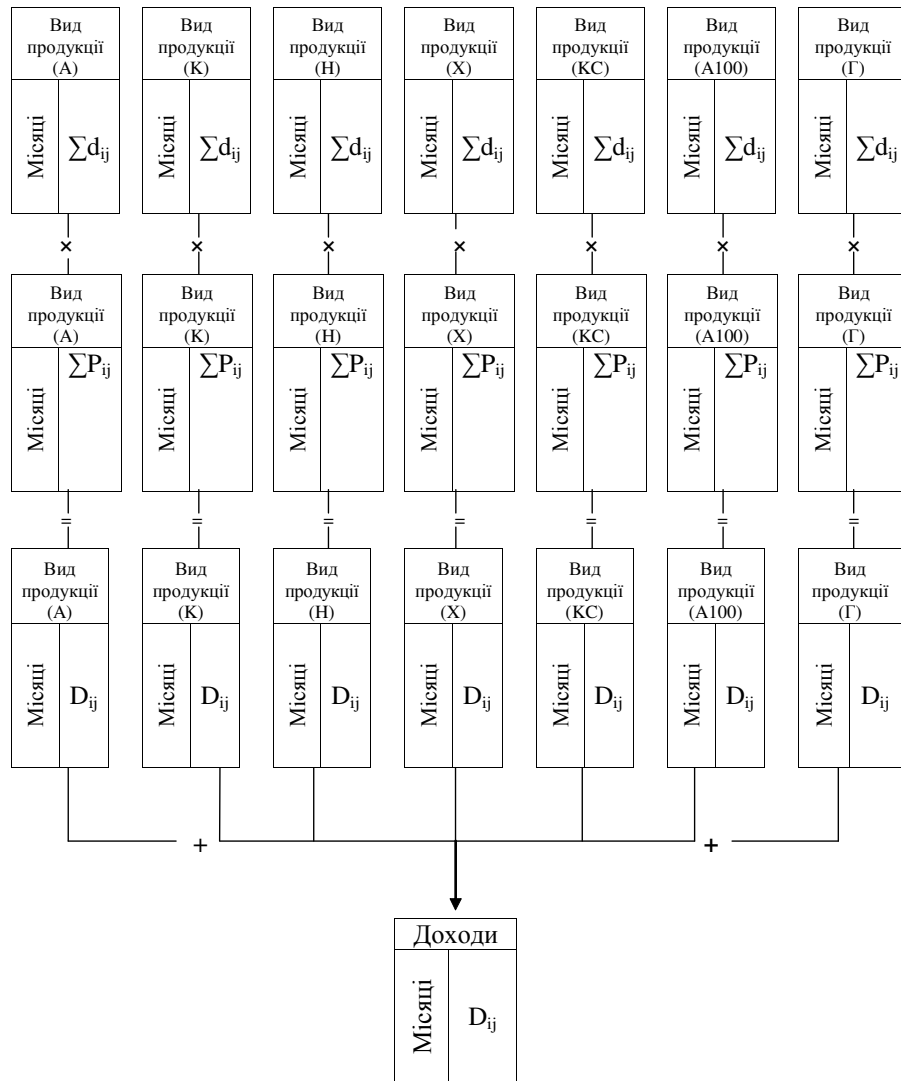 Вид Вид Вид Вид Вид Вид Вид
продукції продукції продукції продукції продукції продукції продукції
(А) (К) (Н) (Х) (КС) (А100) (Г)
Місяці ∑dij Місяці ∑dij Місяці ∑dij Місяці ∑dij Місяці ∑dij Місяці ∑dij Місяці ∑dij
× × × × × × ×
Вид Вид Вид Вид Вид Вид Вид
продукції продукції продукції продукції продукції продукції продукції
(А) (К) (Н) (Х) (КС) (А100) (Г)
Місяці ∑Pij Місяці ∑Pij Місяці ∑Pij Місяці ∑Pij Місяці ∑Pij Місяці ∑Pij Місяці ∑Pij
= = = = = = =
Вид Вид Вид Вид Вид Вид Вид
продукції продукції продукції продукції продукції продукції продукції
(А) (К) (Н) (Х) (КС) (А100) (Г)
Місяці Dij Місяці Dij Місяці Dij Місяці Dij Місяці Dij Місяці Dij Місяці Dij
+ +
Доходи
Місяці Dij